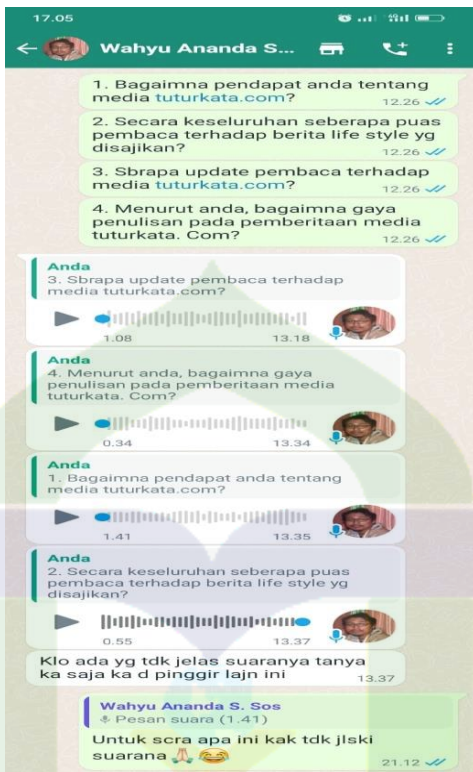 17.05
Wahyu Ananda S...
1. Bagaimna pendapat anda tentang
media tuturkata.com?
12.26
2. Secara keseluruhan seberapa puas
pembaca terhadap berita life style yg
disajikan?
12.26
3. Sbrapa update pembaca terhadap
media tuturkata.com?
12.26
4. Menurut anda, bagaimna gaya
penulisan pada pemberitaan media
tuturkata. Com?
12.26
Anda
3. Sbrapa update pembaca terhadap
media tuturkata.com?
1.08 13.18
Anda
4. Menurut anda, bagaimna gaya
penulisan pada pemberitaan media
tuturkata. Com?
0.34 13.34
Anda
1. Bagaimna pendapat anda tentang
media tuturkata.com?
1.41 13.35
Anda
2. Secara keseluruhan seberapa puas
pembaca terhadap berita life style yg
disajikan?
0.55 13.37
Klo ada yg tdk jelas suaranya tanya
ka saja ka d pinggir lajn ini
13.37
Wahyu Ananda S. Sos
Pesan suara (1.41)
Untuk scra apa ini kak tdk jlski
suarana 🙏 😂
21.12